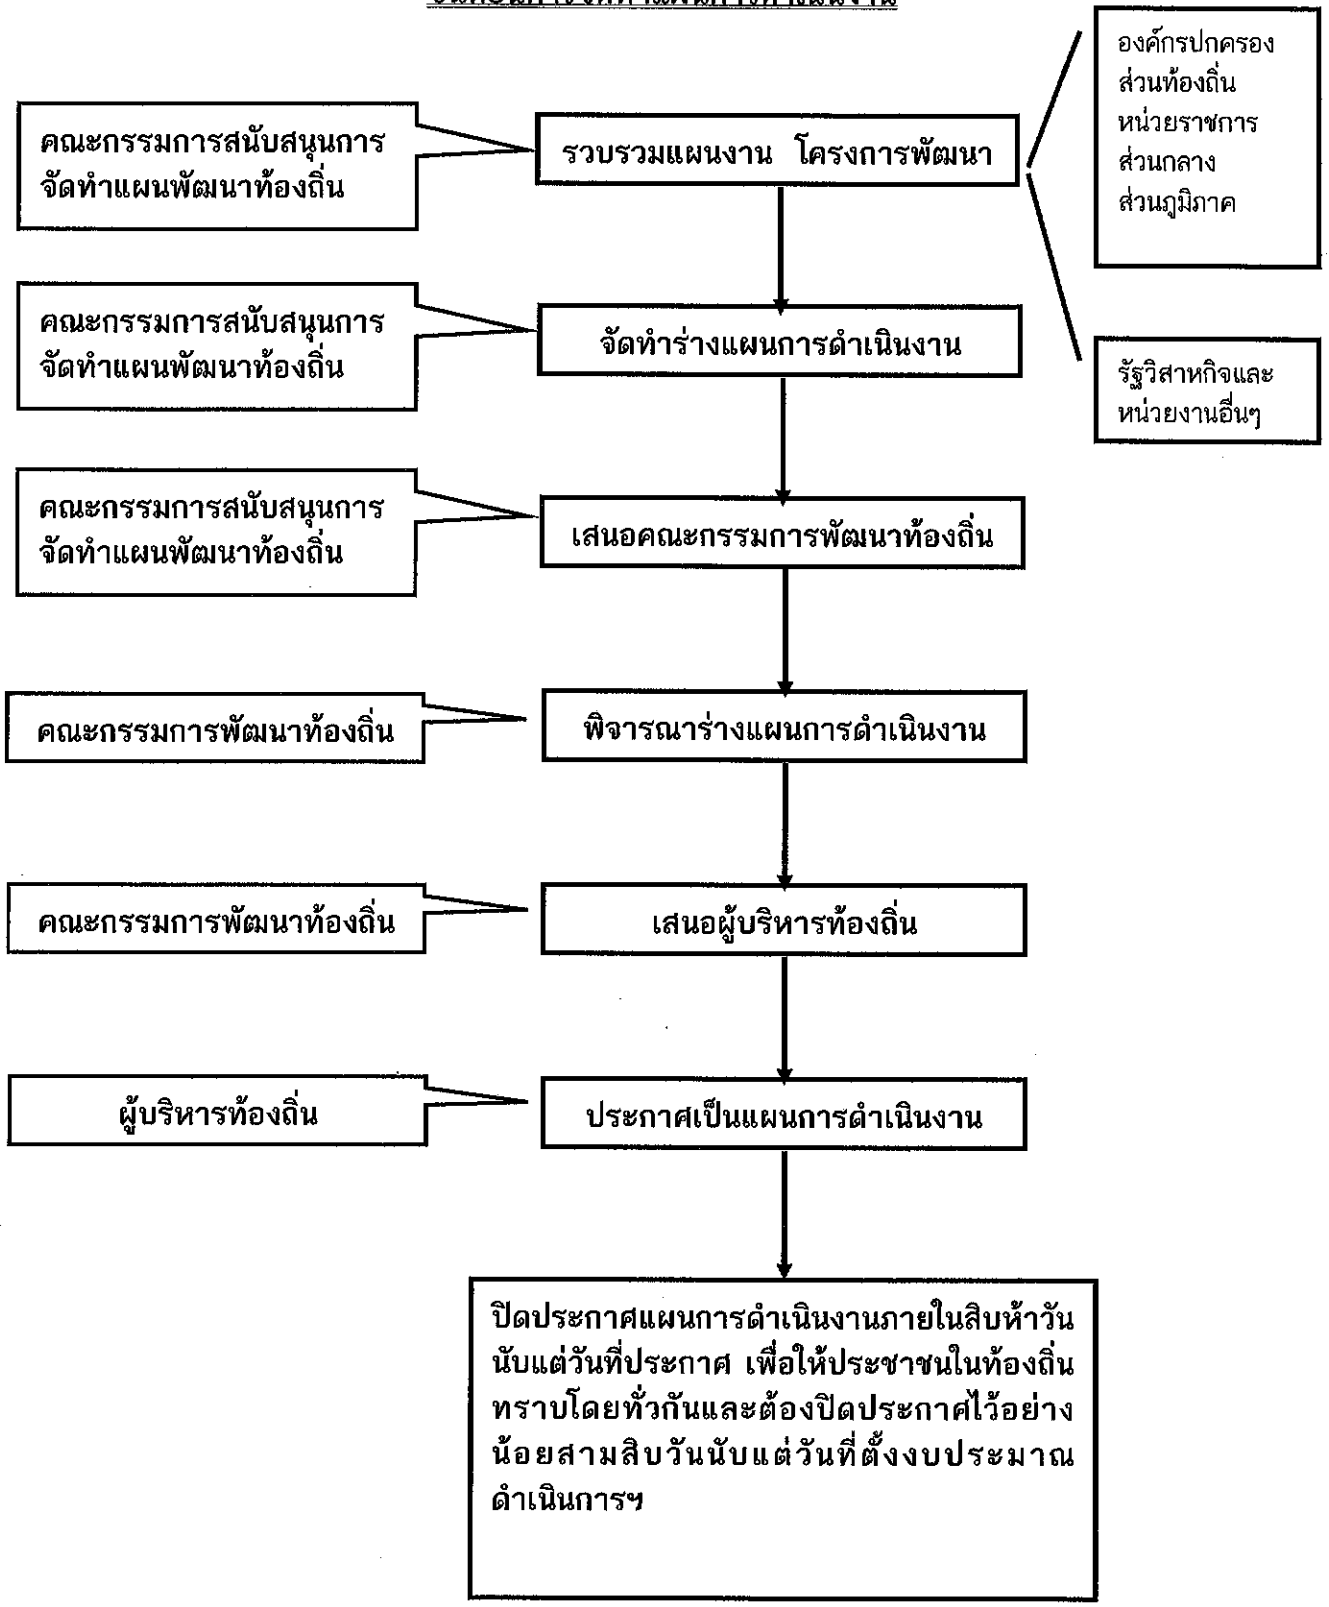 องค์กรปกครอง
ส่วนท้องถิ่น
หน่วยราชการ
ส่วนกลาง
ส่วนภูมิภาค
คณะกรรมการสนับสนุนการ
จัดทำแผนพัฒนาท้องถิ่น
รวบรวมแผนงาน โครงการพัฒนา
คณะกรรมการสนับสนุนการ
จัดทำแผนพัฒนาท้องถิ่น
จัดทำร่างแผนการดำเนินงาน
รัฐวิสาหกิจและ
หน่วยงานอื่นๆ
คณะกรรมการสนับสนุนการ
จัดทำแผนพัฒนาท้องถิ่น
เสนอคณะกรรมการพัฒนาท้องถิ่น
คณะกรรมการพัฒนาท้องถิ่น
พิจารณาร่างแผนการดำเนินงาน
คณะกรรมการพัฒนาท้องถิ่น
เสนอผู้บริหารท้องถิ่น
ผู้บริหารท้องถิ่น
ประกาศเป็นแผนการดำเนินงาน
ปิดประกาศแผนการดำเนินงานภายในสิบห้าวัน
นับแต่วันที่ประกาศ เพื่อให้ประชาชนในท้องถิ่น
ทราบโดยทั่วกันและต้องปิดประกาศไว้อย่าง
น้อยสามสิบวันนับแต่วันที่ตั้งงบประมาณ
ดำเนินการฯ